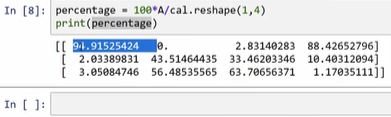 In [8]: percentage = 100*A/cal.reshape(1,4)
print(percentage)
[[ 94.91525424 0. 2.83140283 88.42652796]
[ 2.03389831 43.51464435 33.46203346 10.40312094]
[ 3.05084746 56.48535565 63.70656371 1.17035111]]
In [ ]: